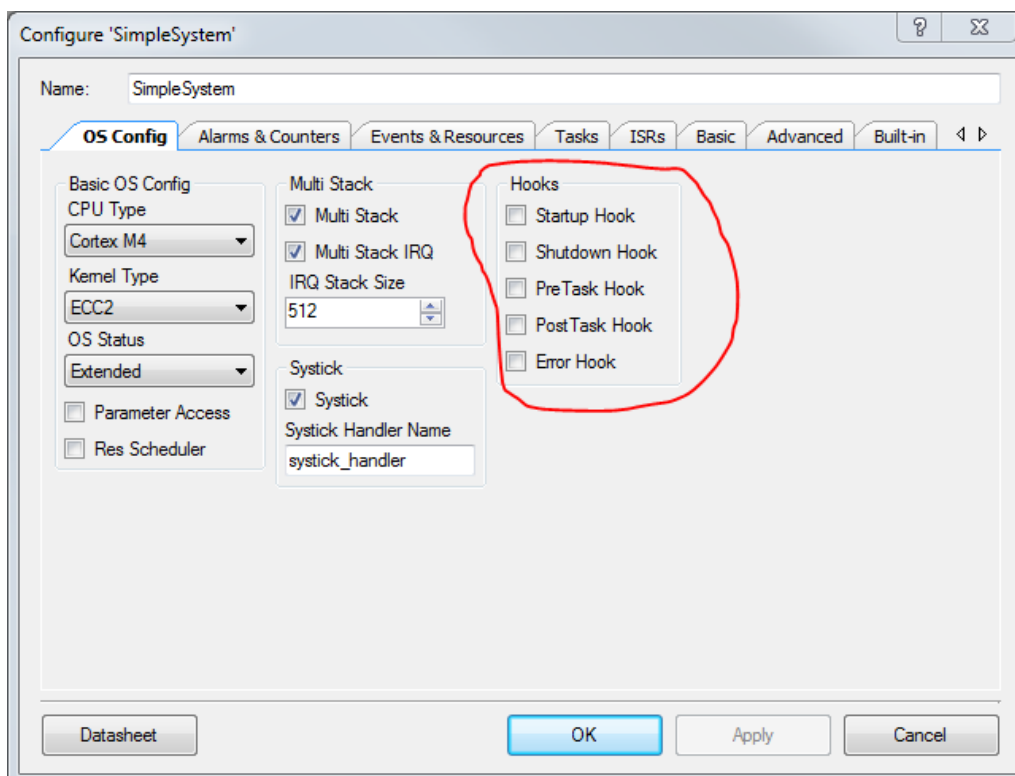 Configure 'SimpleSystem'
Name: SimpleSystem
OS Config Alarms & Counters Events & Resources Tasks ISRs Basic Advanced Built-in
Basic OS Config
CPU Type
Cortex M4
Kernel Type
ECC2
OS Status
Extended
Parameter Access
Res Scheduler
Multi Stack
Multi Stack
Multi Stack IRQ
IRQ Stack Size
512
Systick
Systick
Systick Handler Name
systick_handler
Hooks
Startup Hook
Shutdown Hook
PreTask Hook
PostTask Hook
Error Hook
Datasheet OK Apply Cancel